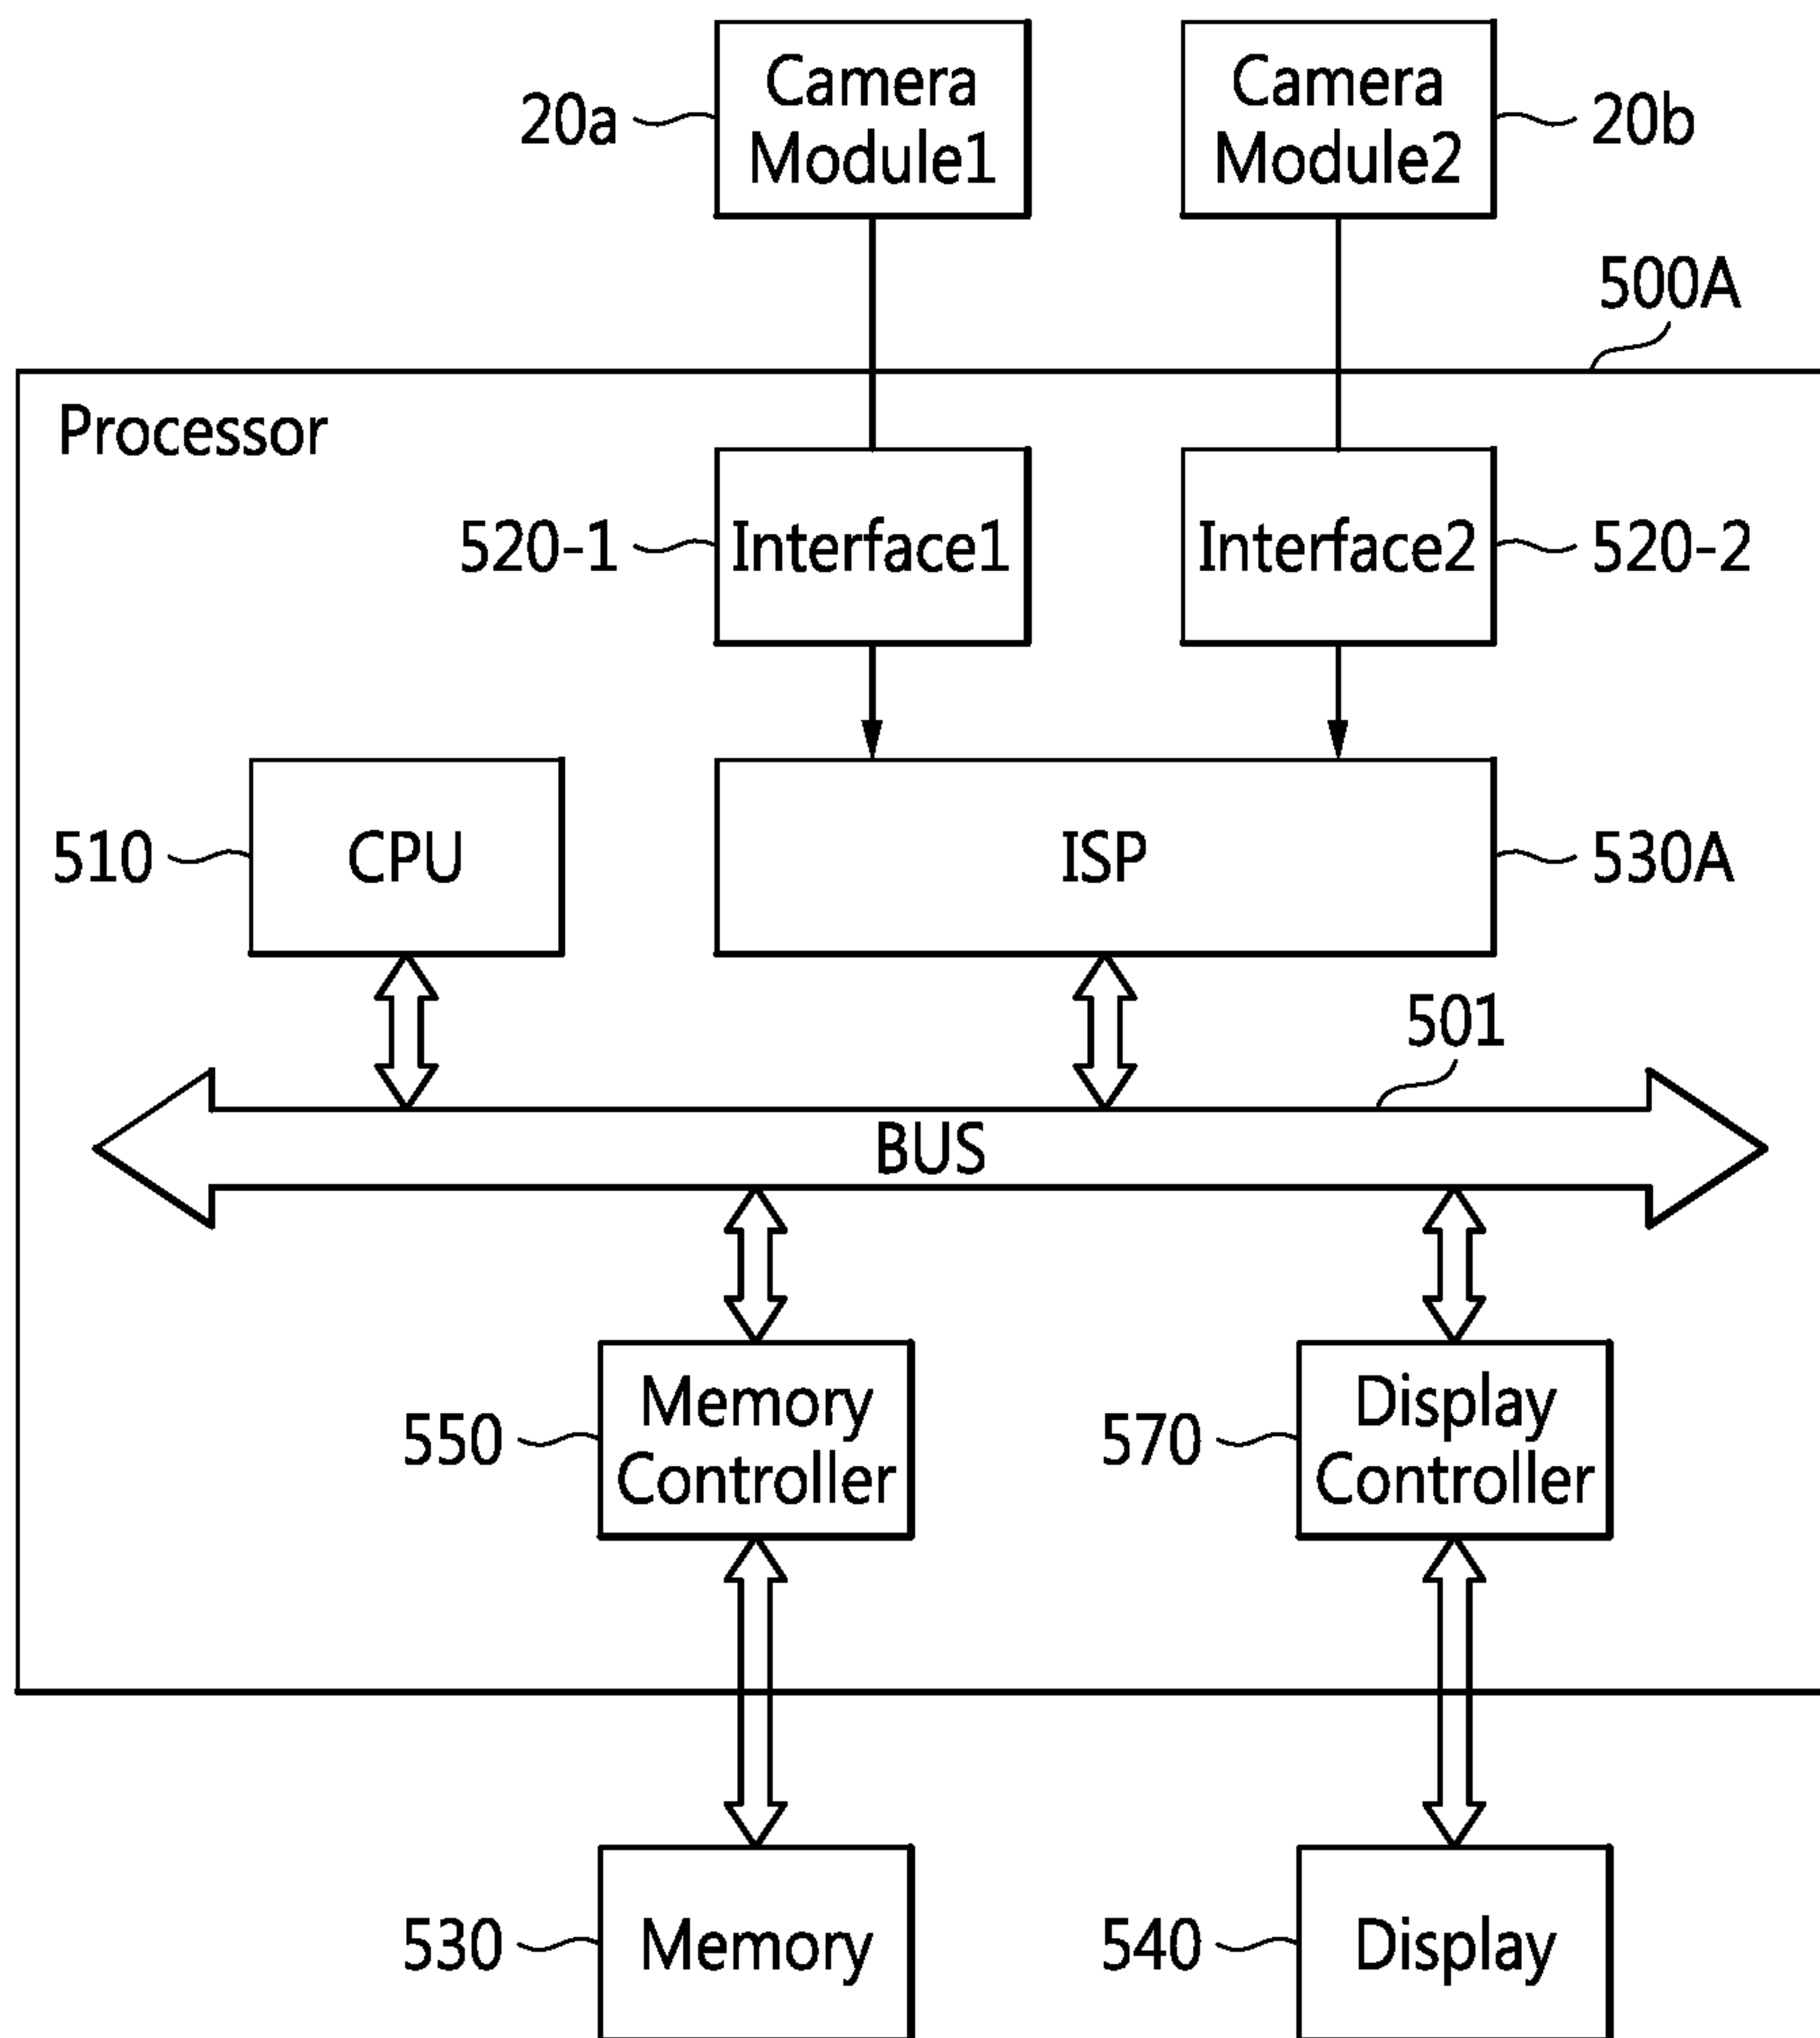 Camera
Module1
20a
Camera
Module2
20b
500A
Processor
520-1
Interface1
Interface2
520-2
510
CPU
ISP
530A
501
BUS
550
Memory
Controller
570
Display
Controller
530
Memory
540
Display